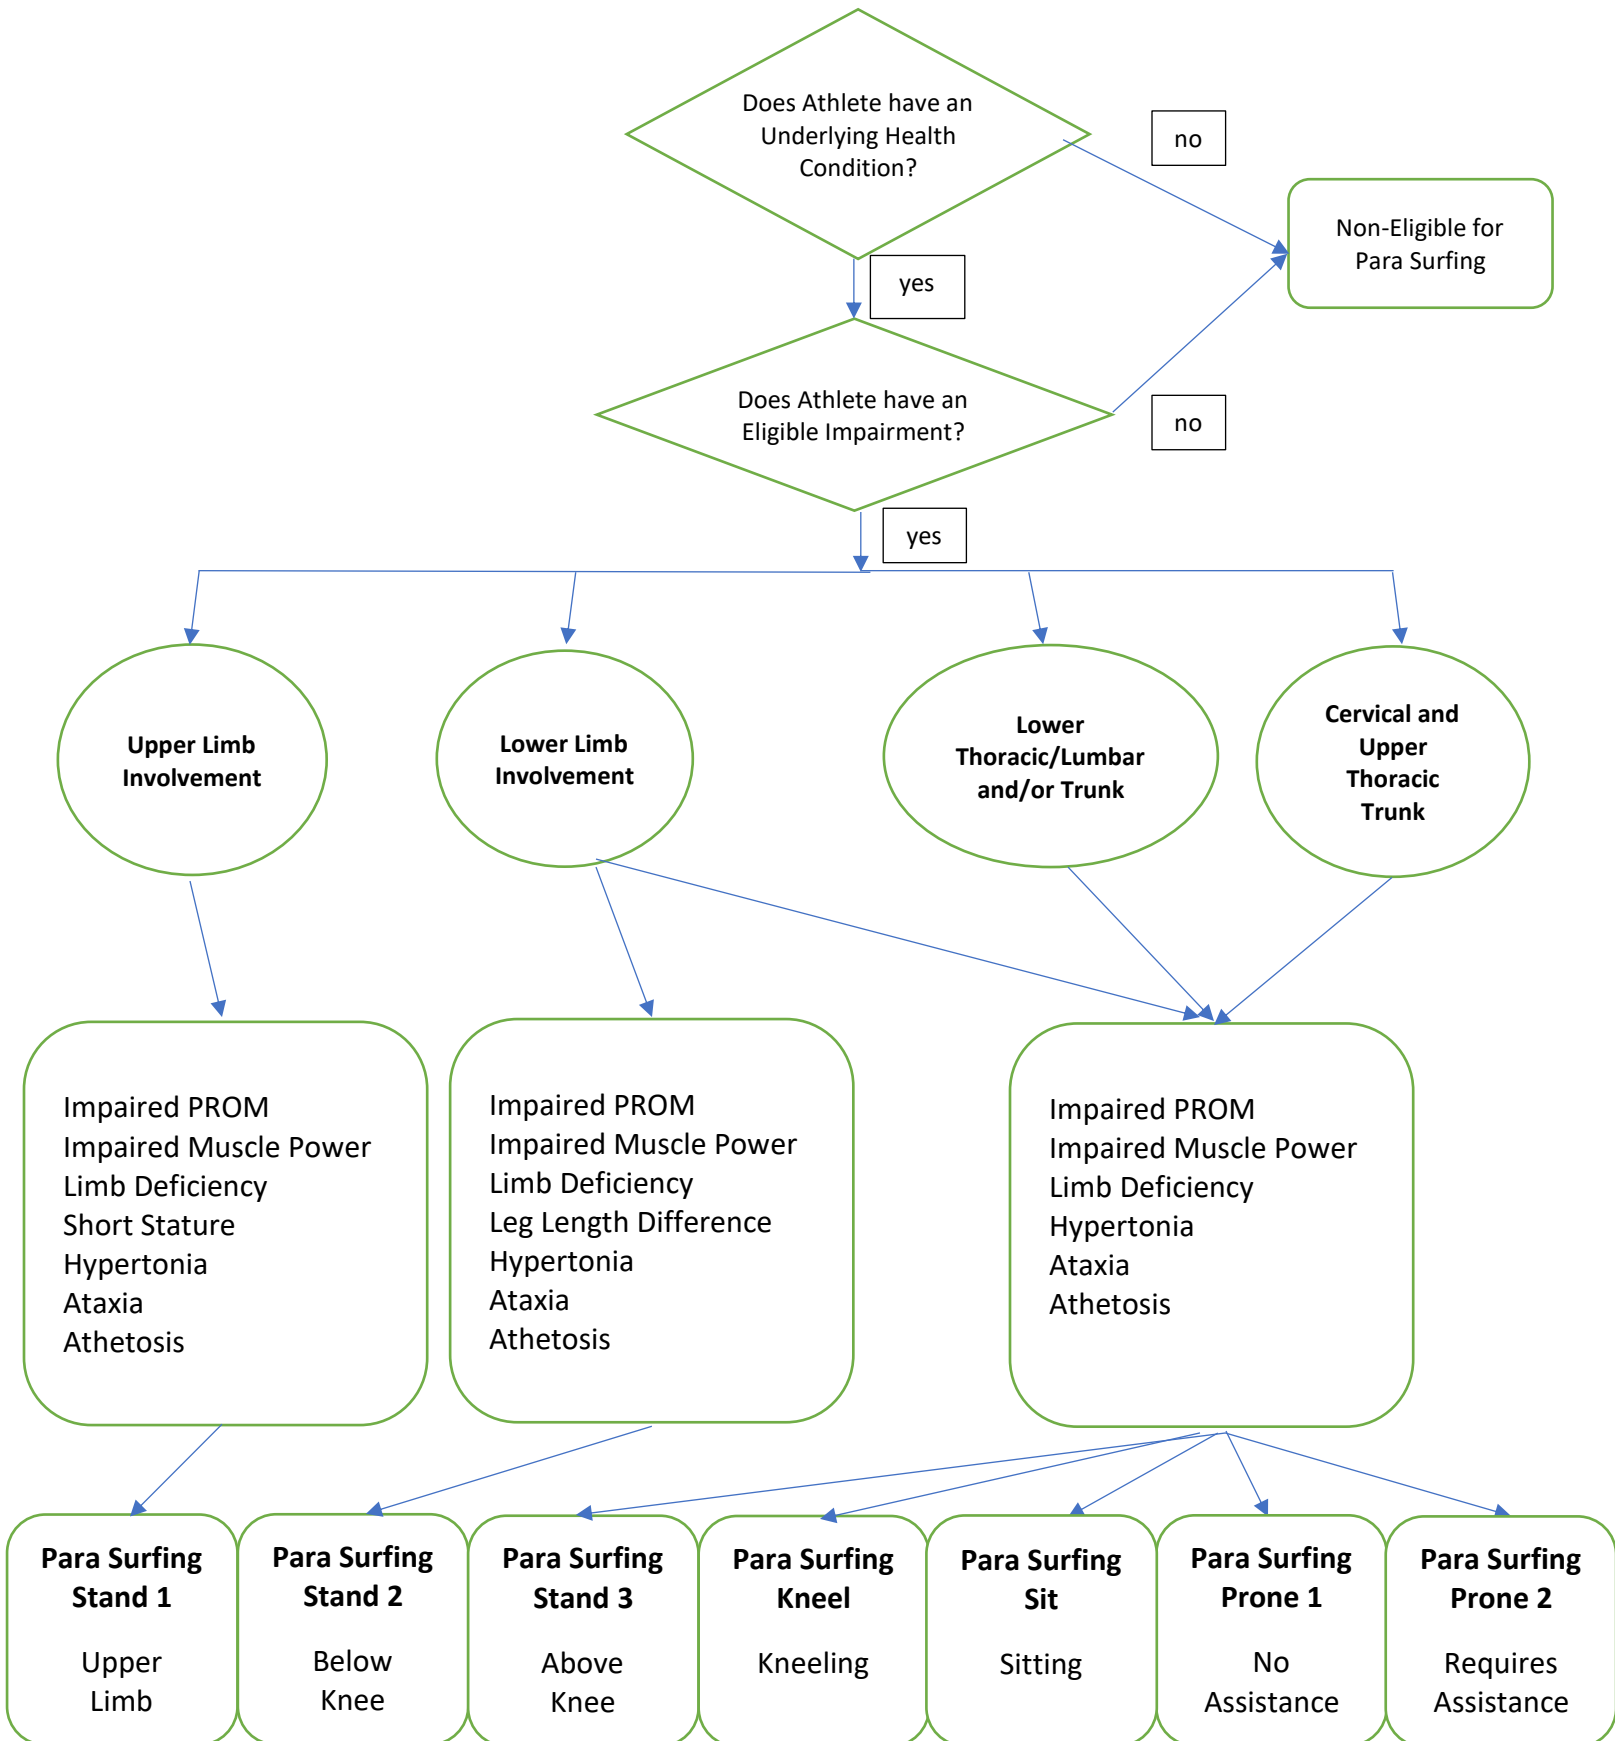 Does Athlete have an
Underlying Health
Condition?
no
Non-Eligible for
Para Surfing
yes
Does Athlete have an
Eligible Impairment?
no
yes
Upper Limb
Involvement
Lower Limb
Involvement
Lower
Thoracic/Lumbar
and/or Trunk
Cervical and
Upper
Thoracic
Trunk
Impaired PROM
Impaired Muscle Power
Limb Deficiency
Short Stature
Hypertonia
Ataxia
Athetosis
Impaired PROM
Impaired Muscle Power
Limb Deficiency
Leg Length Difference
Hypertonia
Ataxia
Athetosis
Impaired PROM
Impaired Muscle Power
Limb Deficiency
Hypertonia
Ataxia
Athetosis
Para Surfing
Stand 1
Upper
Limb
Para Surfing
Stand 2
Below
Knee
Para Surfing
Stand 3
Above
Knee
Para Surfing
Kneel
Kneeling
Para Surfing
Sit
Sitting
Para Surfing
Prone 1
No
Assistance
Para Surfing
Prone 2
Requires
Assistance